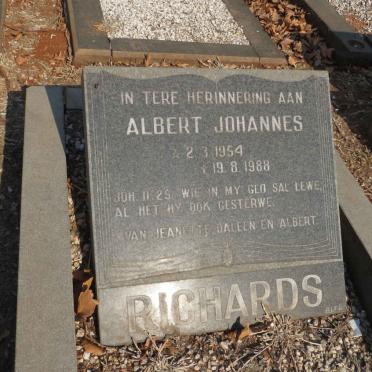 IN TERE HERINNERING AAN
ALBERT JOHANNES
* 2.3.1954
† 19.8.1988
JOH. 11:25. WIE IN MY GLO SAL LEWE,
AL HET HY OOK GESTERWE.
VAN JEANETTE, DALEEN EN ALBERT.
RICHARDS